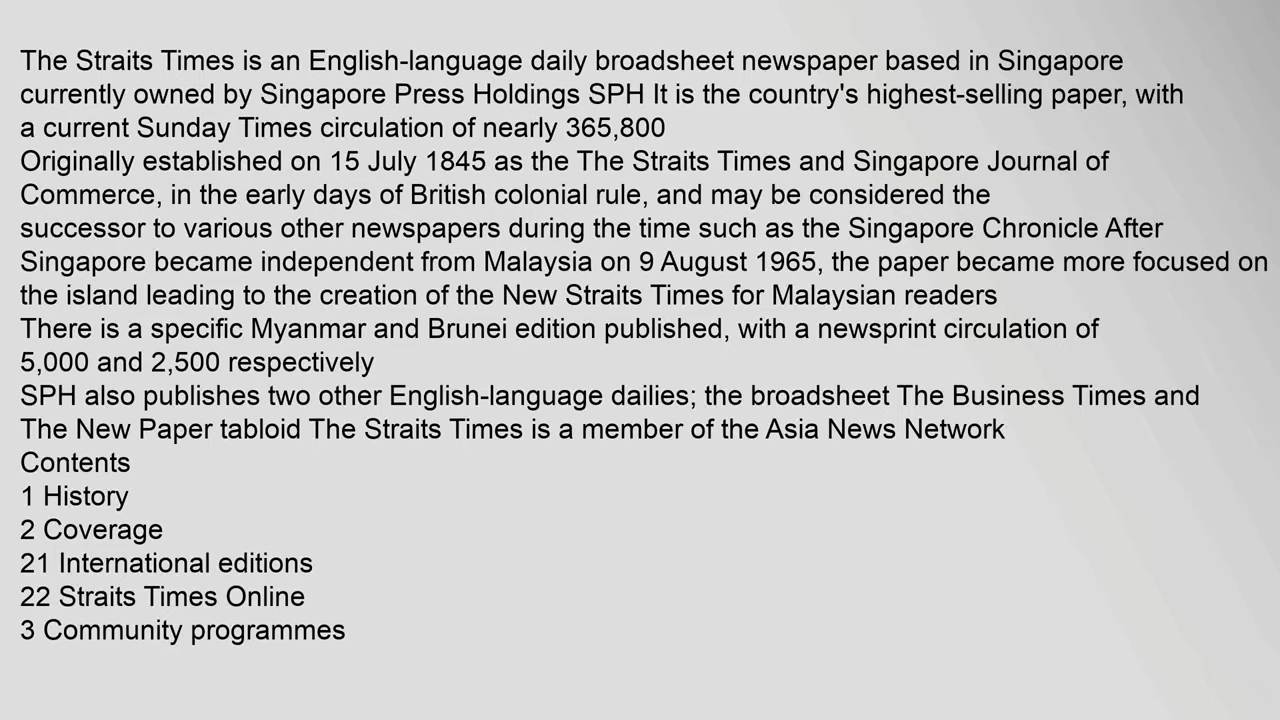 The Straits Times is an English-language daily broadsheet newspaper based in Singapore
currently owned by Singapore Press Holdings SPH It is the country's highest-selling paper, with
a current Sunday Times circulation of nearly 365,800
Originally established on 15 July 1845 as the The Straits Times and Singapore Journal of
Commerce, in the early days of British colonial rule, and may be considered the
successor to various other newspapers during the time such as the Singapore Chronicle After
Singapore became independent from Malaysia on 9 August 1965, the paper became more focused on
the island leading to the creation of the New Straits Times for Malaysian readers
There is a specific Myanmar and Brunei edition published, with a newsprint circulation of
5,000 and 2,500 respectively
SPH also publishes two other English-language dailies; the broadsheet The Business Times and
The New Paper tabloid The Straits Times is a member of the Asia News Network
Contents
1 History
2 Coverage
21 International editions
22 Straits Times Online
3 Community programmes